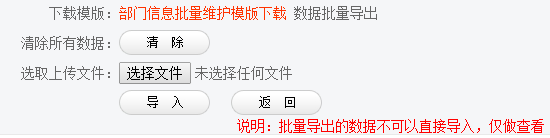 下载模版：部门信息批量维护模版下载 数据批量导出
清除所有数据： 清 除
选取上传文件： 选择文件 未选择任何文件
导 入 返 回
说明：批量导出的数据不可以直接导入，仅做查看